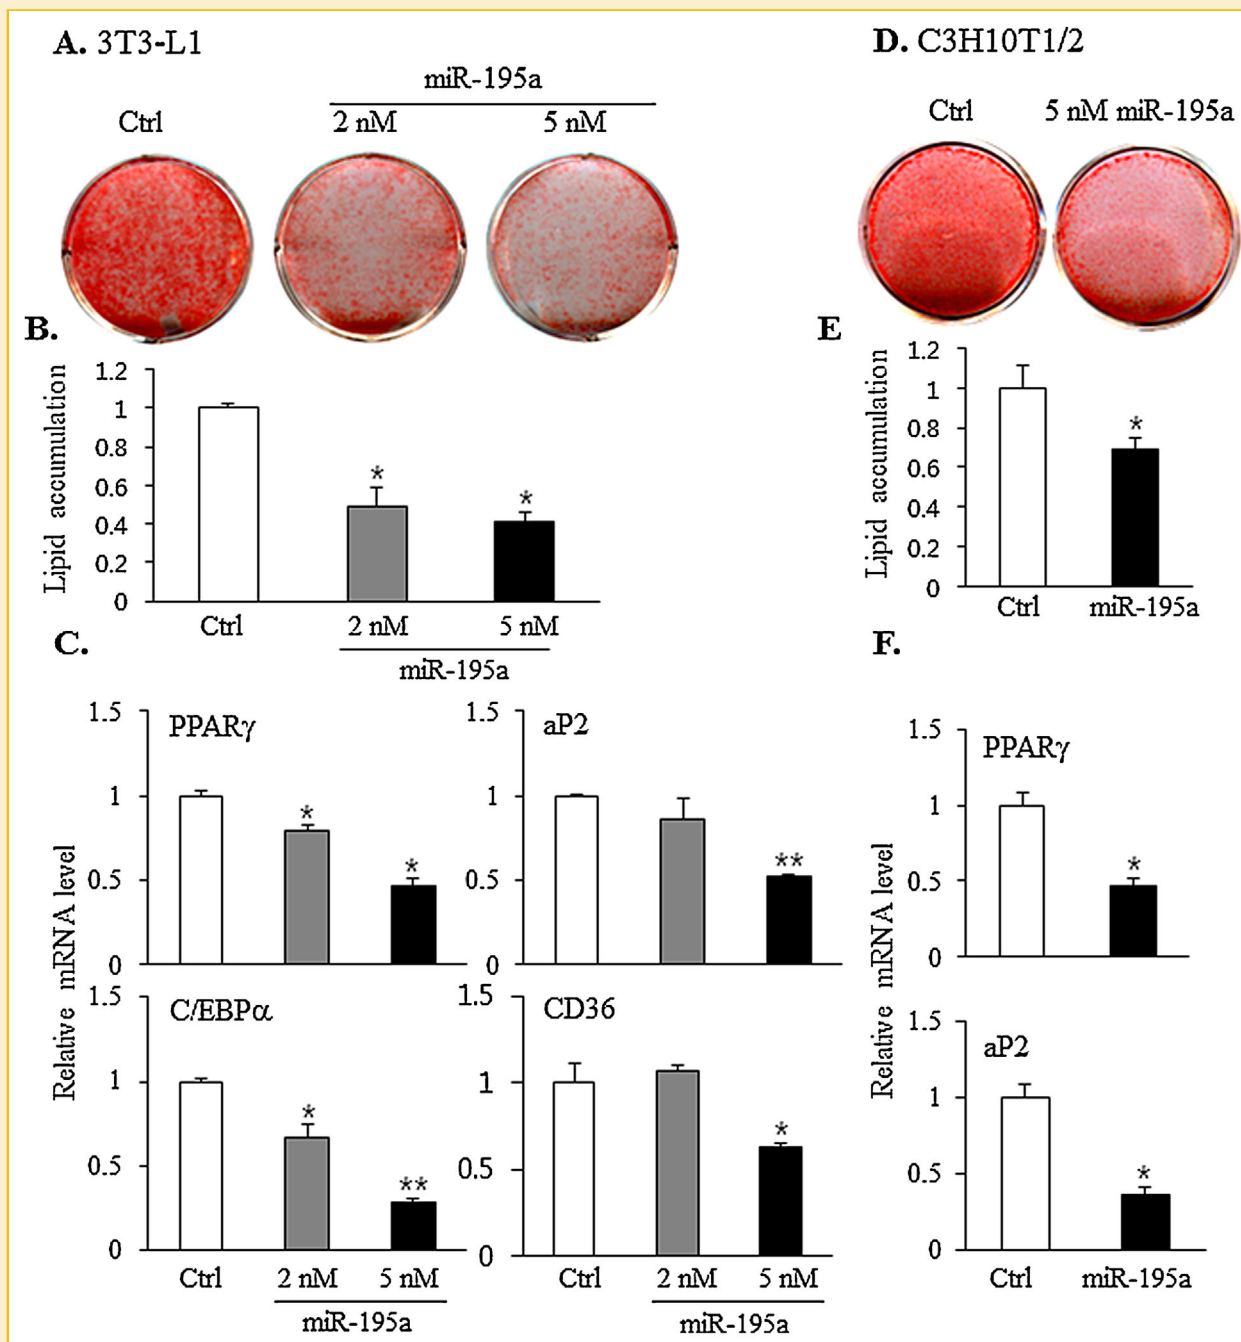 A. 3T3-L1
miR-195a
Ctrl 2 nM 5 nM
B.
Lipid accumulation
1.2
1
0.8
0.6
0.4
0.2
0
* *
Ctrl 2 nM 5 nM
miR-195a
C.
Relative mRNA level
PPARγ
1.5
1
0.5
0
* *
aP2
1.5
1
0.5
0
**
C/EBPα
1.5
1
0.5
0
* **
Ctrl 2 nM 5 nM
miR-195a
CD36
1.5
1
0.5
0
*
Ctrl 2 nM 5 nM
miR-195a
D. C3H10T1/2
Ctrl 5 nM miR-195a
E
Lipid accumulation
1.2
1
0.8
0.6
0.4
0.2
0
*
Ctrl miR-195a
F.
Relative mRNA level
PPARγ
1.5
1
0.5
0
*
aP2
1.5
1
0.5
0
*
Ctrl miR-195a